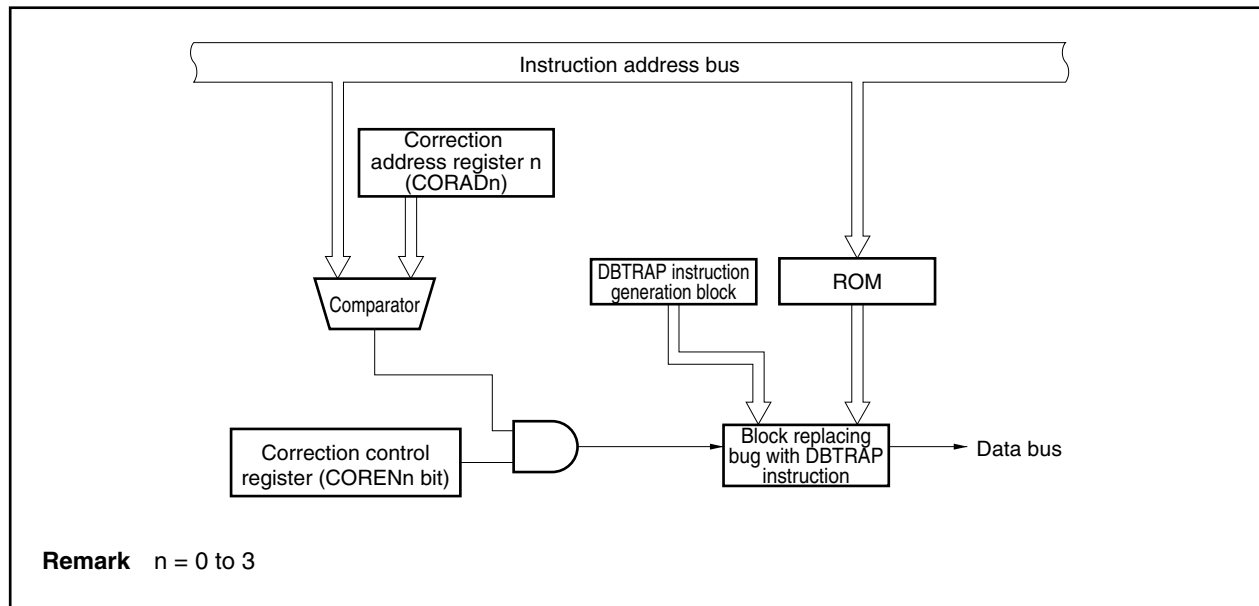 Instruction address bus
Correction
address register n
(CORADn)
Comparator
DBTRAP instruction
generation block
ROM
Correction control
register (CORENn bit)
Block replacing
bug with DBTRAP
instruction
Data bus
Remark n = 0 to 3